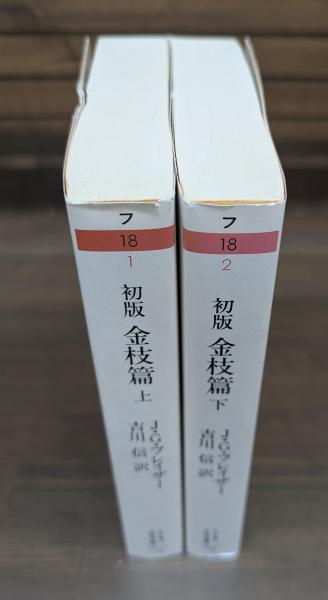 フ
18
1
初版 金枝篇 上
J・G・フレイザー
吉川 信 訳
フ
18
2
初版 金枝篇 下
J・G・フレイザー
吉川 信 訳